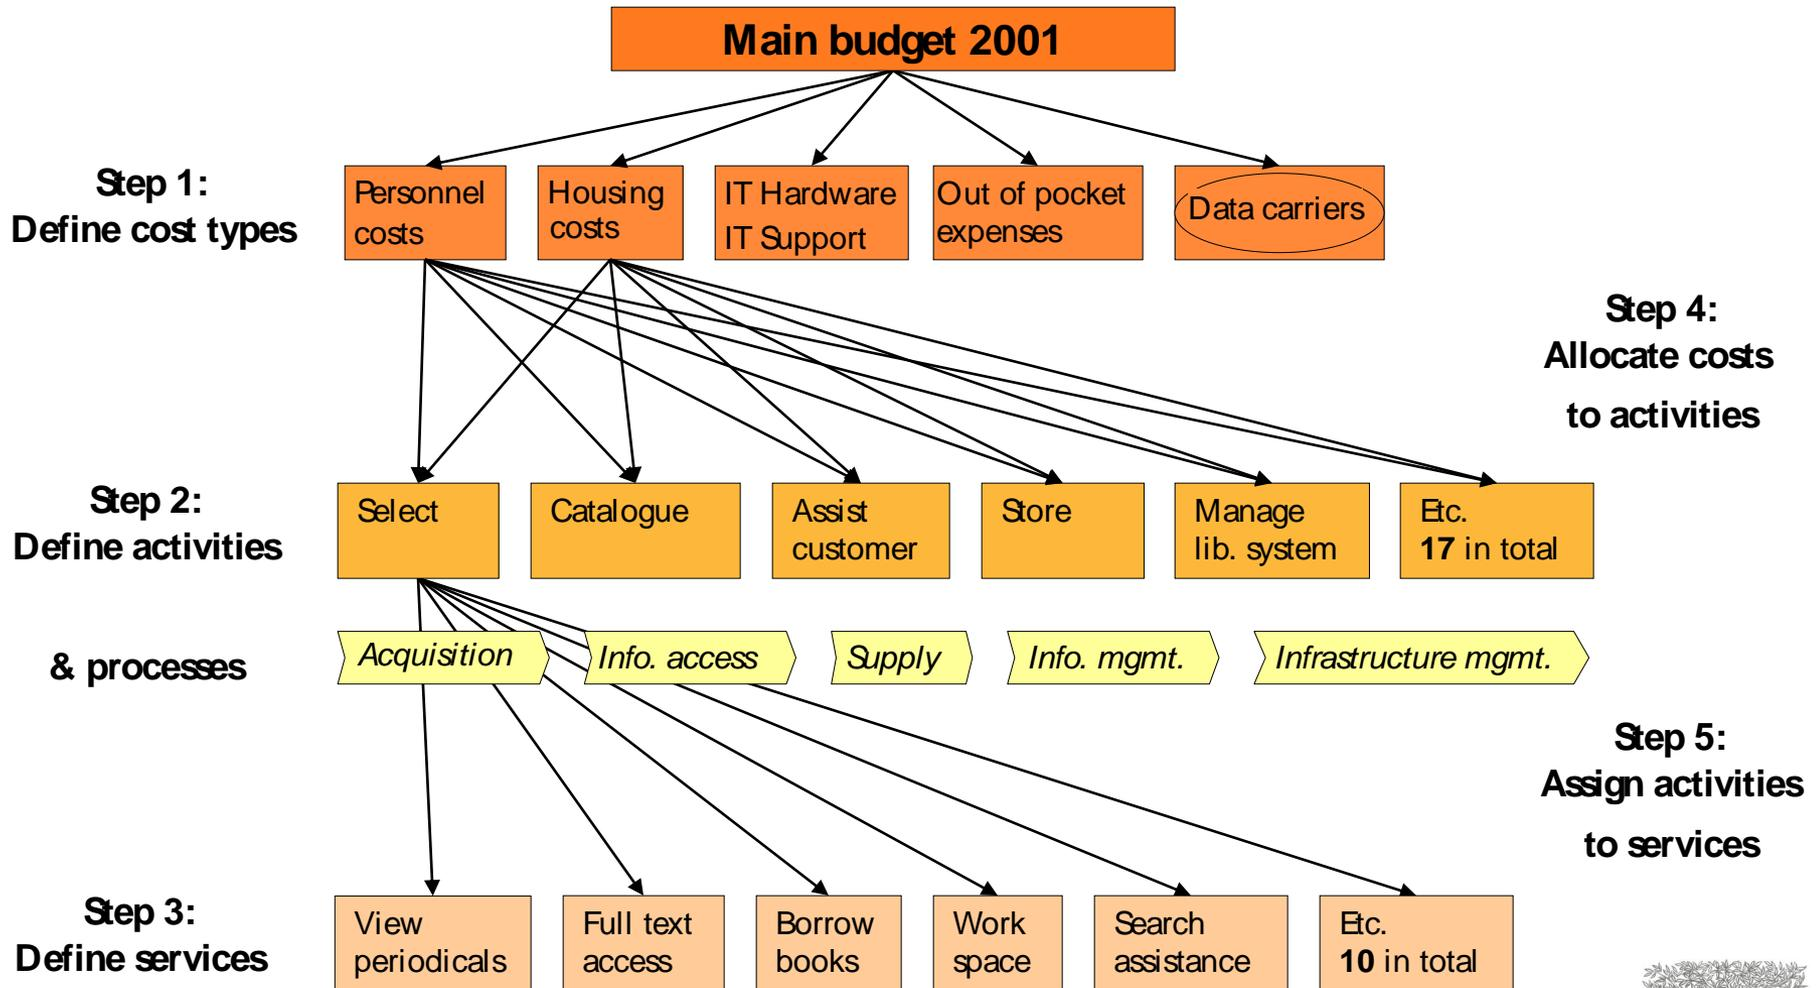 Main budget 2001
Step 1:
Define cost types
Personnel
costs
Housing
costs
IT Hardware
IT Support
Out of pocket
expenses
Data carriers
Step 4:
Allocate costs
to activities
Step 2:
Define activities
Select
Catalogue
Assist
customer
Store
Manage
lib. system
Etc.
17 in total
& processes
Acquisition
Info. access
Supply
Info. mgmt.
Infrastructure mgmt.
Step 5:
Assign activities
to services
Step 3:
Define services
View
periodicals
Full text
access
Borrow
books
Work
space
Search
assistance
Etc.
10 in total